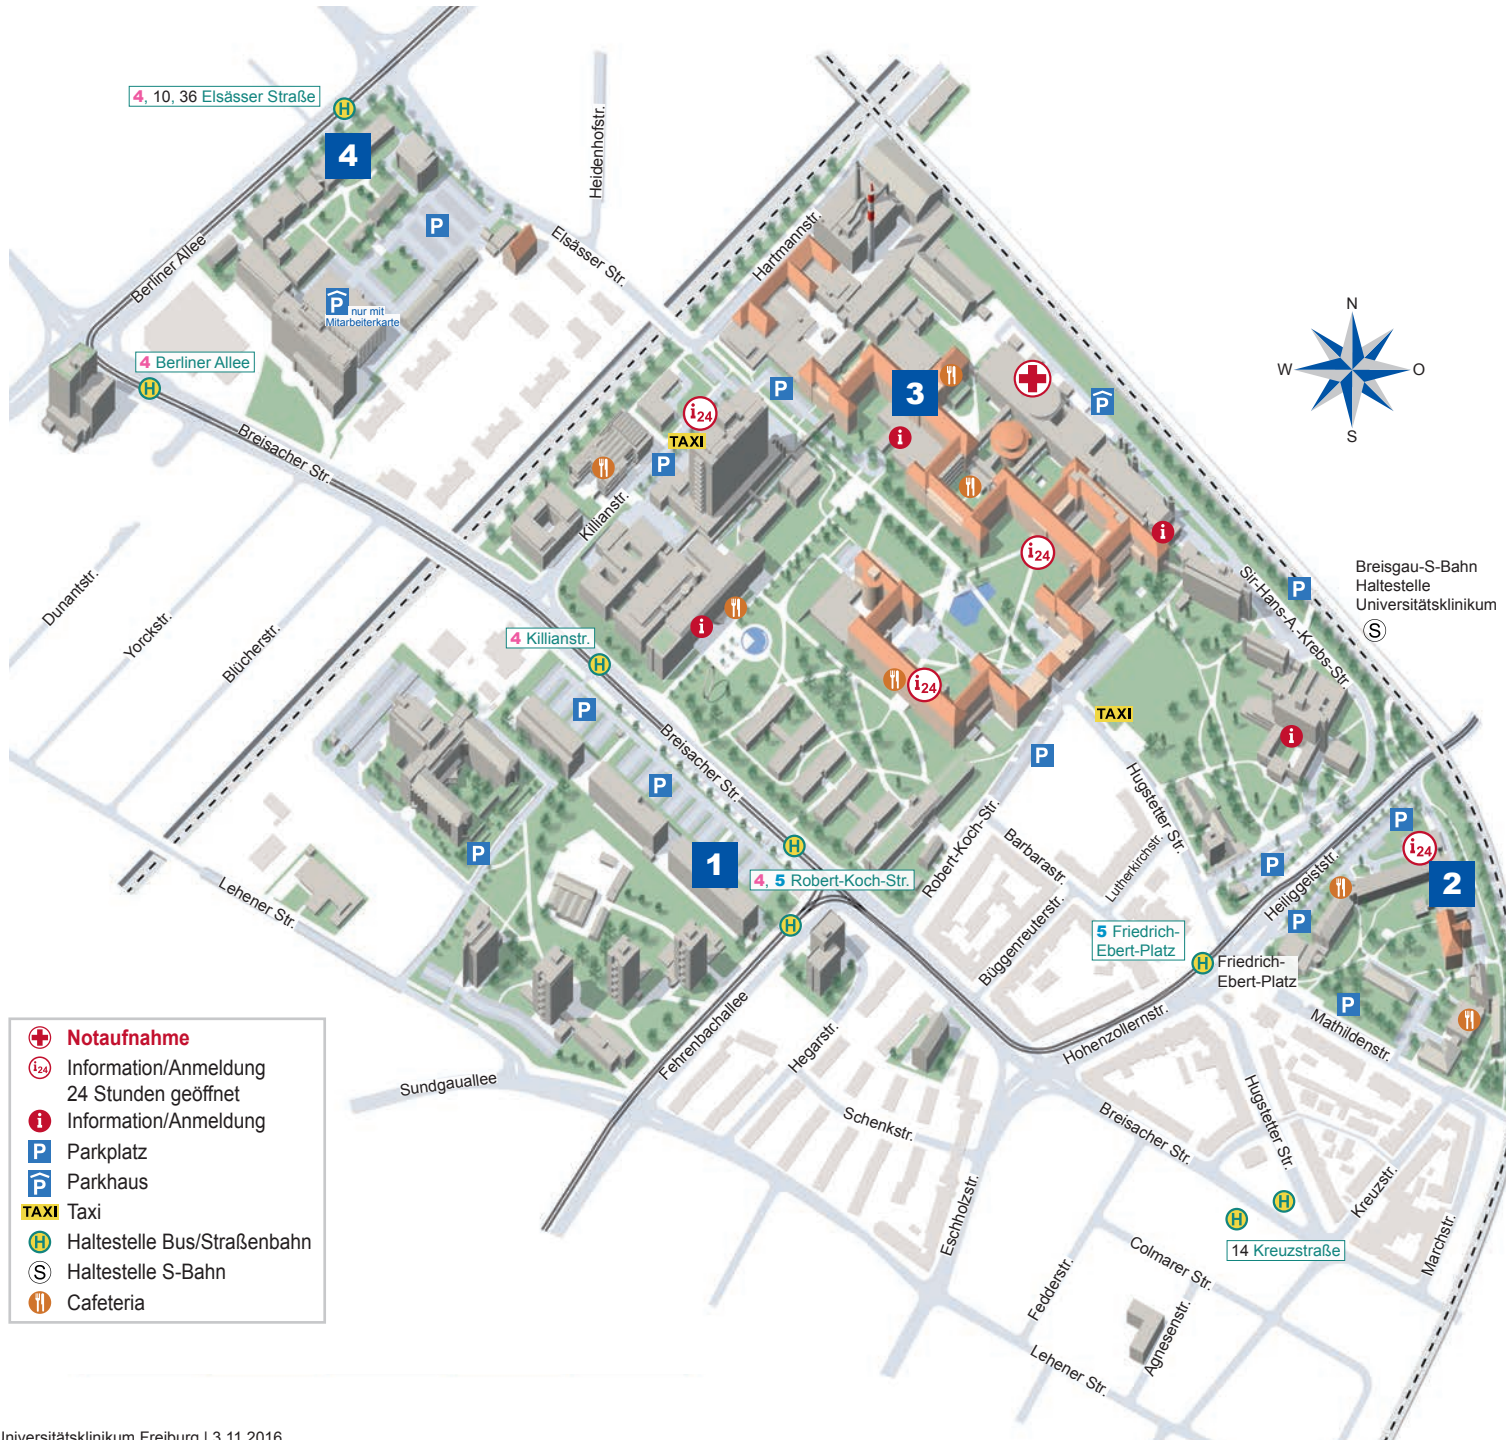 4, 10, 36 Elsässer Straße
H
4
Heidenhofstr.
P
Elsässer Str.
Hartmannstr.
Berliner Allee
P nur mit
Mitarbeiterkarte
4 Berliner Allee
H
N
W
O
S
P
3
P
i24
TAXI
P
i
Breisacher Str.
Killianstr.
i24
i
Sir-Hans-A.-Krebs-Str.
P
Breisgau-S-Bahn
Haltestelle
Universitätsklinikum
S
Dunantstr.
Yorckstr.
Blücherstr.
4 Killianstr.
H
i
i24
TAXI
i
P
Breisacher Str.
P
P
Hugstetter Str.
Robert-Koch-Str.
Barbarastr.
Lutherkirchstr.
P
i24
2
P
Heiliggeiststr.
H
1
P
4, 5 Robert-Koch-Str.
H
Lehener Str.
Büggenreuterstr.
5 Friedrich-
Ebert-Platz
H
Friedrich-
Ebert-Platz
P
P
Mathildenstr.
Hohenzollernstr.
Fehrenbachallee
Hegarstr.
Sundgauallee
Schenkstr.
Breisacher Str.
Hugstetter Str.
Kreuzstr.
Marchstr.
Eschholzstr.
H
H
14 Kreuzstraße
Colmarer Str.
Fedderstr.
Agnesenstr.
Lehener Str.
Notaufnahme
i24 Information/Anmeldung
24 Stunden geöffnet
i Information/Anmeldung
P Parkplatz
P Parkhaus
TAXI Taxi
H Haltestelle Bus/Straßenbahn
S Haltestelle S-Bahn
Cafeteria
Universitätsklinikum Freiburg | 3.11.2016